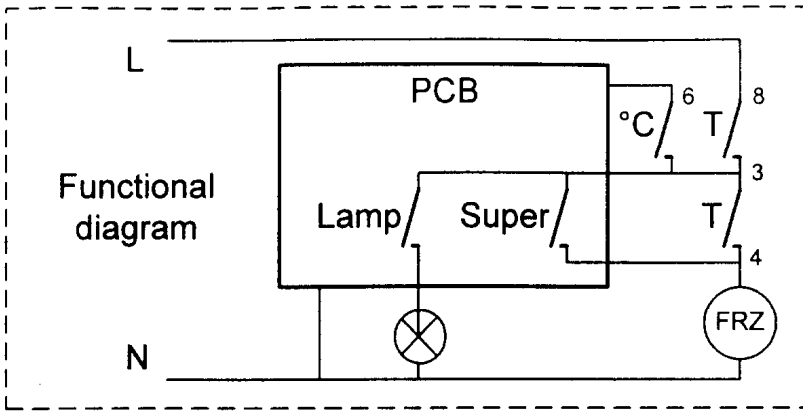 L
PCB
6
8
°C
T
3
Functional
diagram
Lamp
Super
T
4
FRZ
N